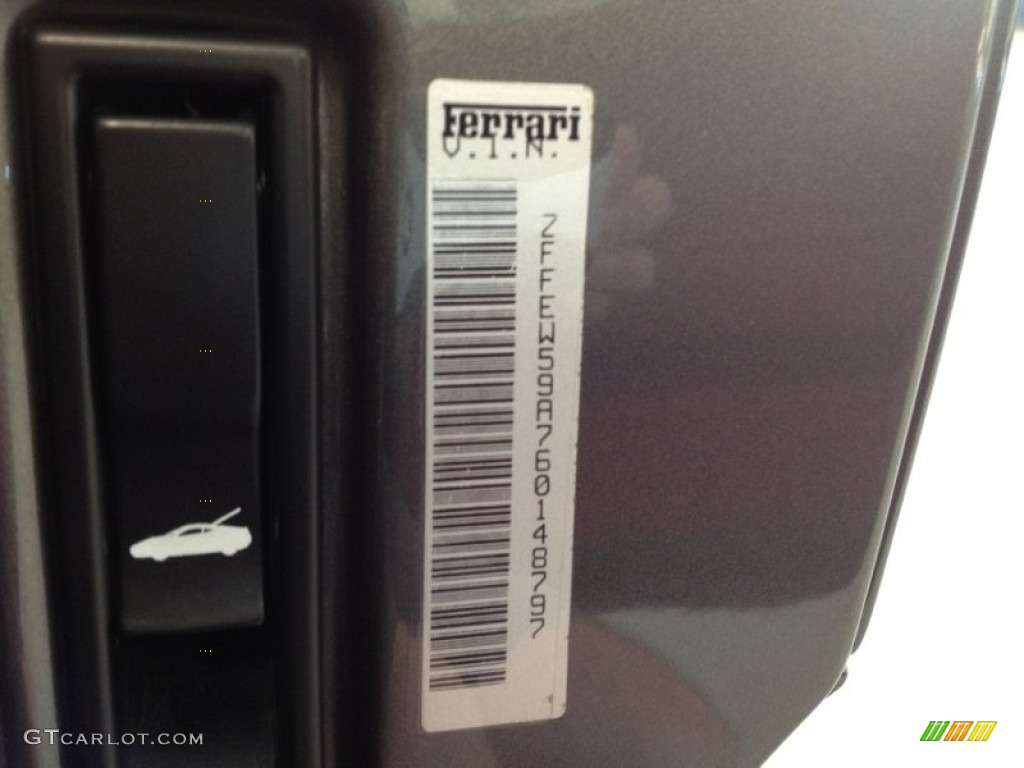 Ferrari
V.I.N.
ZFFEW59A760148797
GTCARLOT.COM